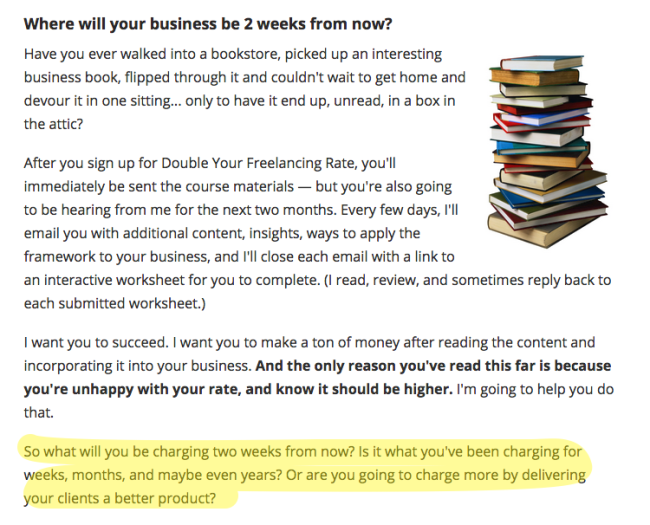 Where will your business be 2 weeks from now?
Have you ever walked into a bookstore, picked up an interesting
business book, flipped through it and couldn't wait to get home and
devour it in one sitting... only to have it end up, unread, in a box in
the attic?
After you sign up for Double Your Freelancing Rate, you'll
immediately be sent the course materials — but you're also going
to be hearing from me for the next two months. Every few days, I'll
email you with additional content, insights, ways to apply the
framework to your business, and I'll close each email with a link to
an interactive worksheet for you to complete. (I read, review, and sometimes reply back to
each submitted worksheet.)
I want you to succeed. I want you to make a ton of money after reading the content and
incorporating it into your business. And the only reason you've read this far is because
you're unhappy with your rate, and know it should be higher. I'm going to help you do
that.
So what will you be charging two weeks from now? Is it what you've been charging for
weeks, months, and maybe even years? Or are you going to charge more by delivering
your clients a better product?